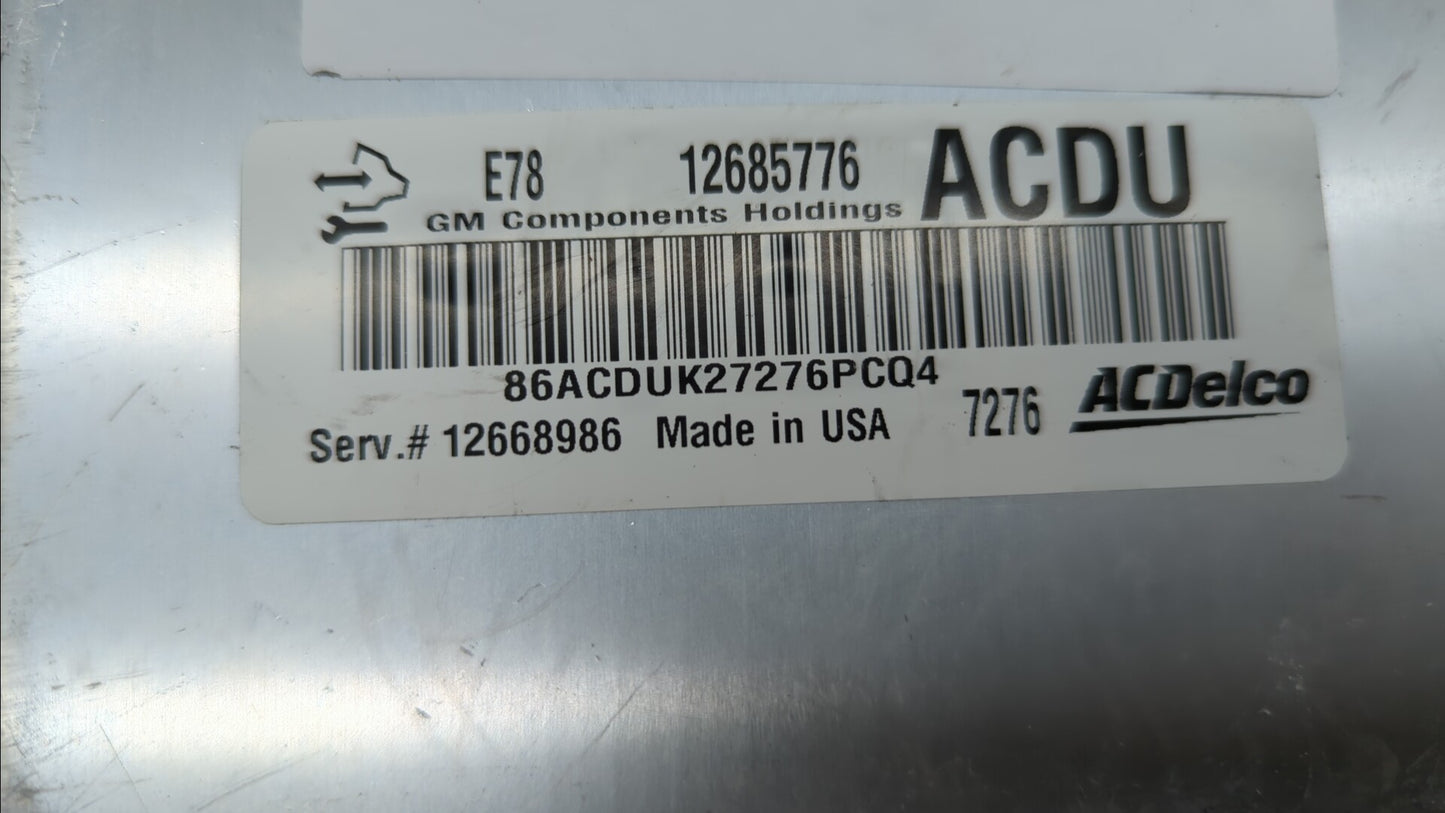 E78 12685776 ACDU
GM Components Holdings
86ACDUK27276PCQ4
7276 ACDelco
Serv.# 12668986 Made in USA